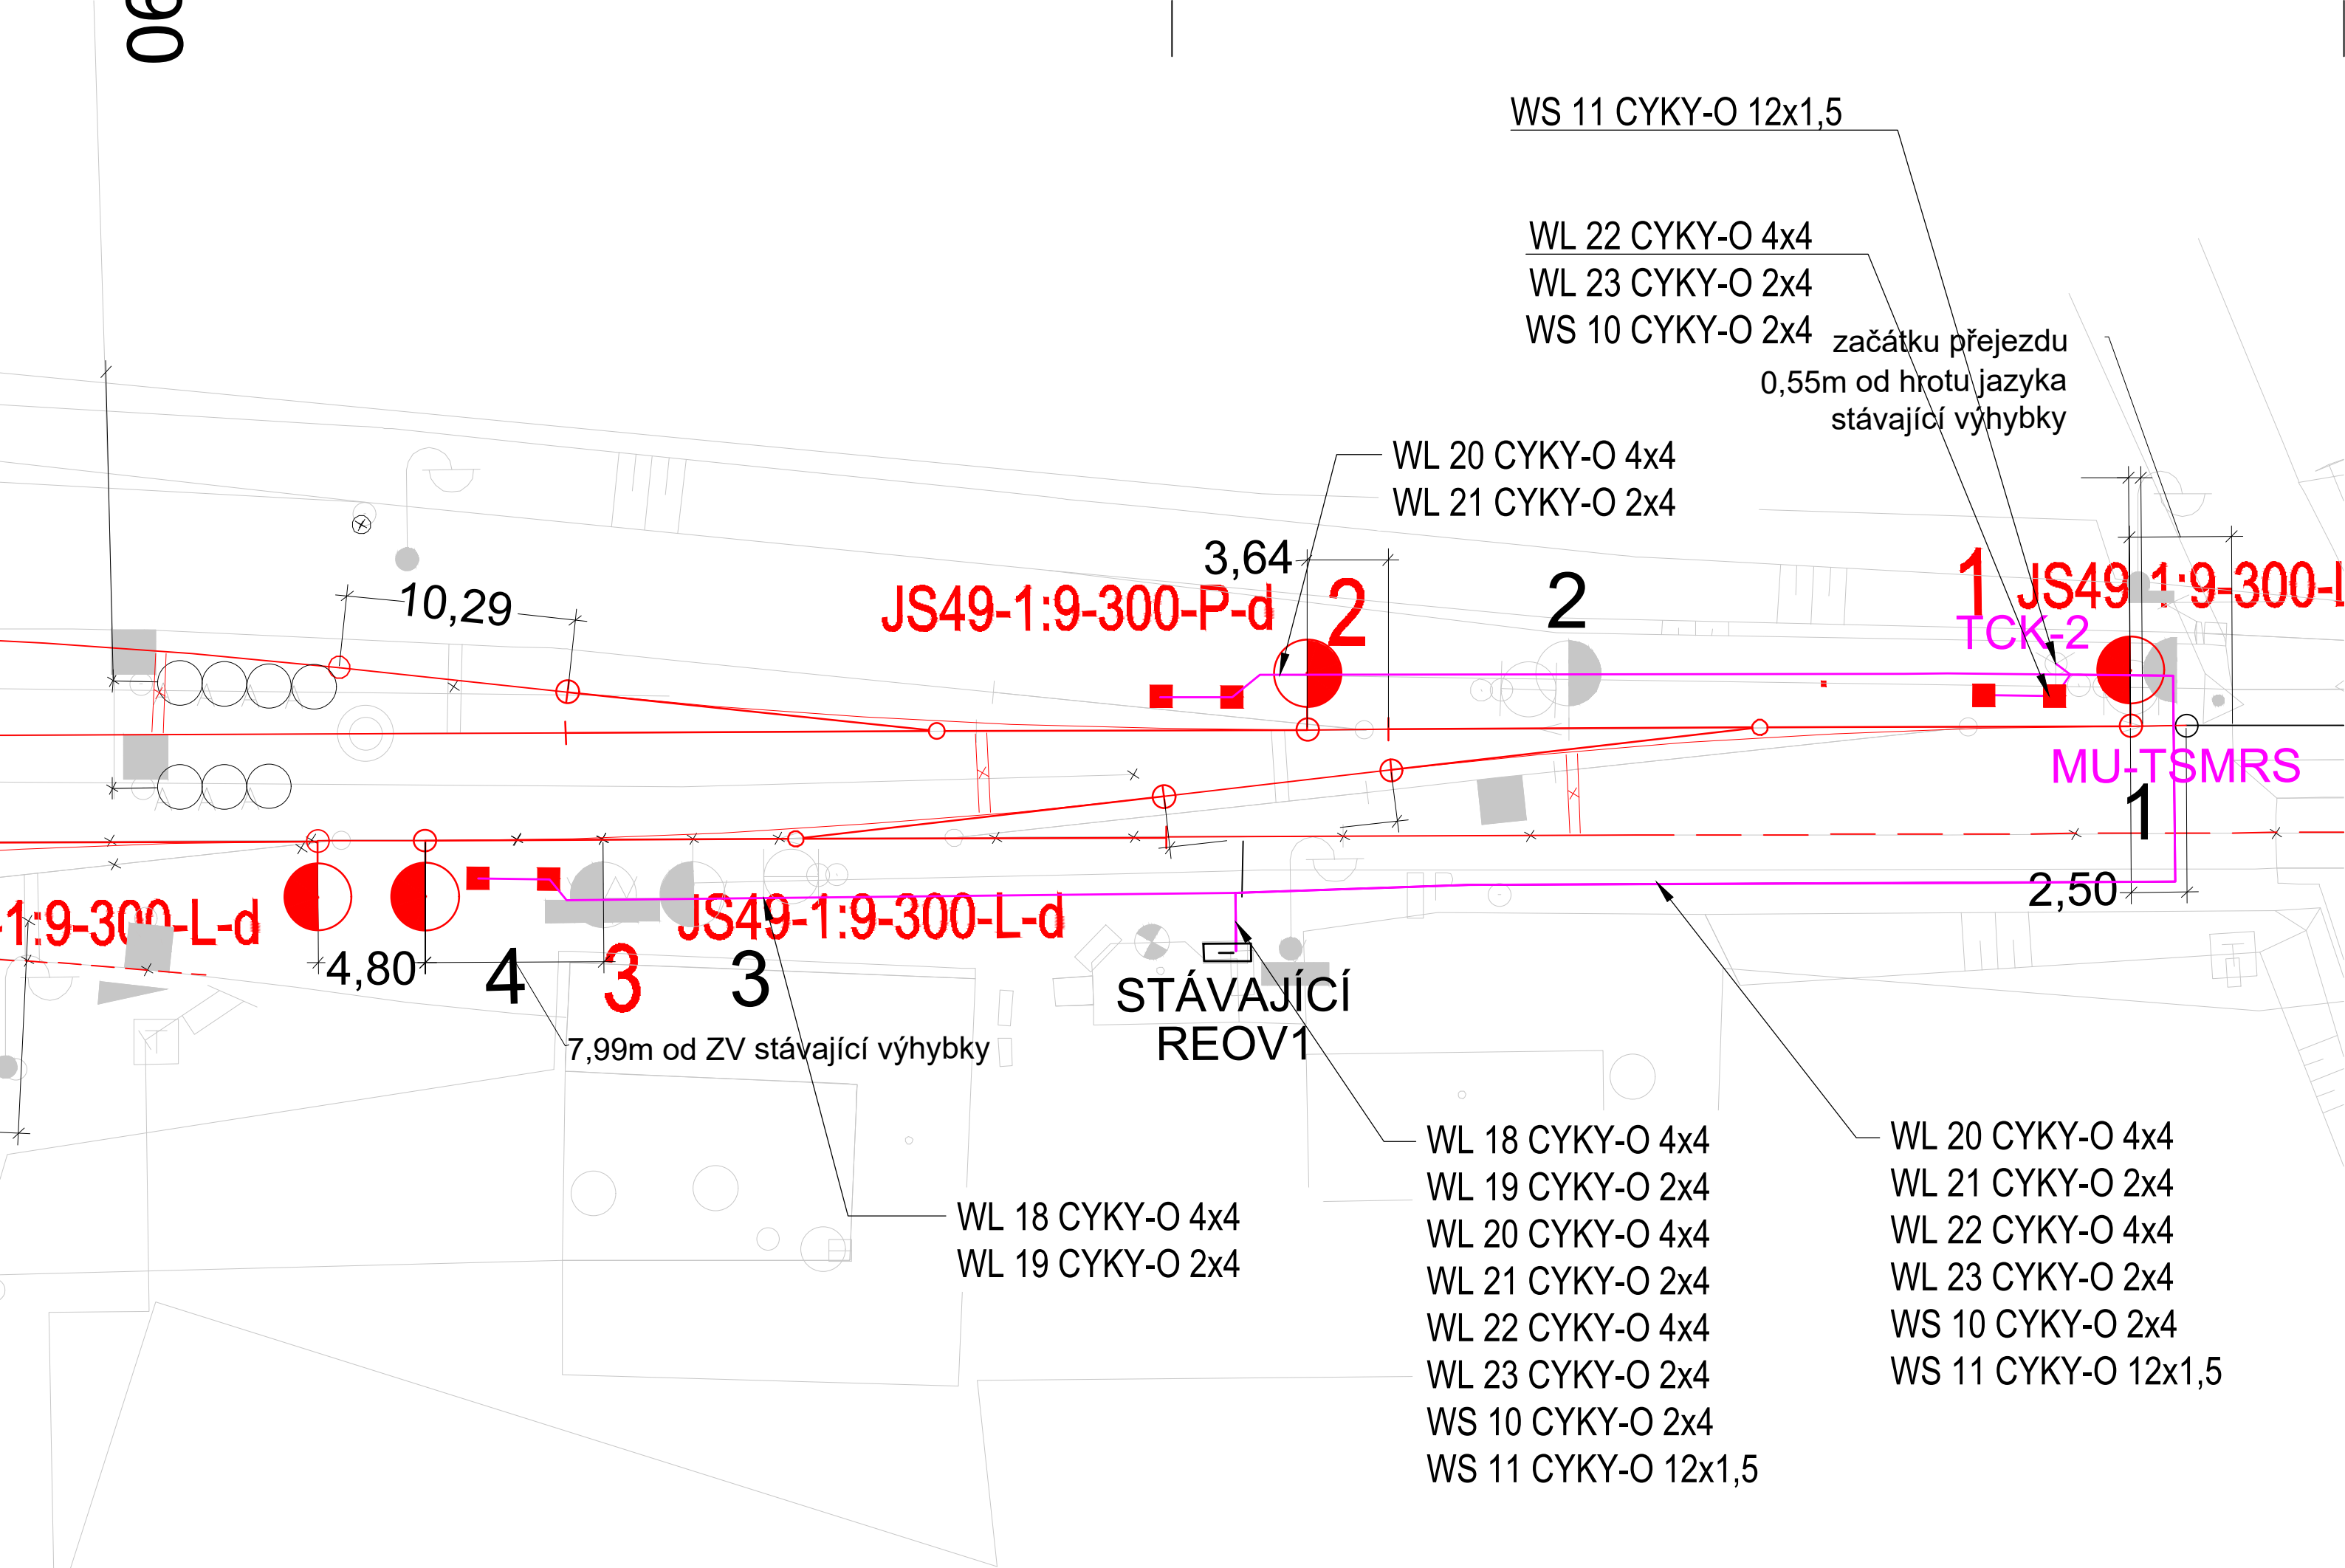 90
WS 11 CYKY-O 12x1,5
WL 22 CYKY-O 4x4
WL 23 CYKY-O 2x4
WS 10 CYKY-O 2x4
začátku přejezdu
0,55m od hrotu jazyka
stávající výhybky
WL 20 CYKY-O 4x4
WL 21 CYKY-O 2x4
3,64
10,29
JS49-1:9-300-P-d
2
2
1
JS49-1:9-300-L
TCK-2
MU-TSMRS
1
2,50
-1:9-300-L-d
JS49-1:9-300-L-d
4,80
4
3
3
7,99m od ZV stávající výhybky
STÁVAJÍCÍ
REOV1
WL 18 CYKY-O 4x4
WL 19 CYKY-O 2x4
WL 18 CYKY-O 4x4
WL 19 CYKY-O 2x4
WL 20 CYKY-O 4x4
WL 21 CYKY-O 2x4
WL 22 CYKY-O 4x4
WL 23 CYKY-O 2x4
WS 10 CYKY-O 2x4
WS 11 CYKY-O 12x1,5
WL 20 CYKY-O 4x4
WL 21 CYKY-O 2x4
WL 22 CYKY-O 4x4
WL 23 CYKY-O 2x4
WS 10 CYKY-O 2x4
WS 11 CYKY-O 12x1,5